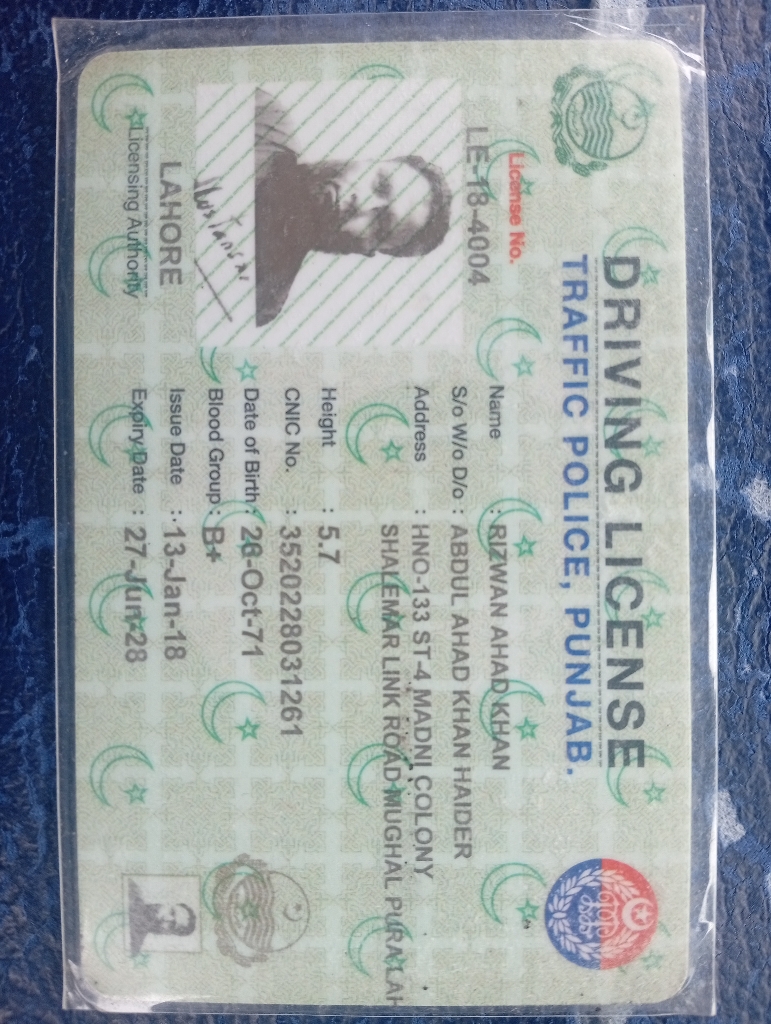 DRIVING LICENSE
TRAFFIC POLICE, PUNJAB.
License No.
LE-18-4004
Name : RIZWAN AHAD KHAN
S/o W/o D/o : ABDUL AHAD KHAN HAIDER
Address : HNO-133 ST-4 MADNI COLONY
SHALEMAR LINK ROAD MUGHAL PURA LAH
Height : 5.7
CNIC No. : 3520228031261
Date of Birth : 26-Oct-71
Blood Group : B+
Issue Date : 13-Jan-18
Expiry Date : 27-Jun-28
LAHORE
Licensing Authority